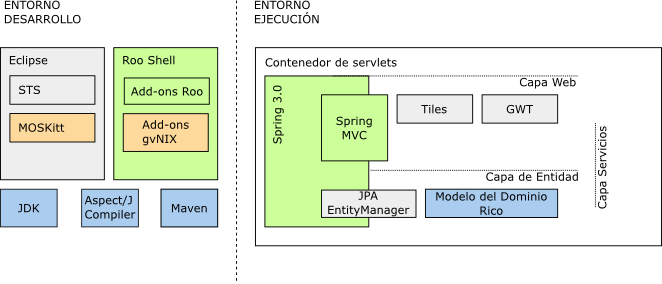 ENTORNO
DESARROLLO
Eclipse
STS
MOSKitt
Roo Shell
Add-ons Roo
Add-ons
gvNIX
JDK
Aspect/J
Compiler
Maven
ENTORNO
EJECUCIÓN
Contenedor de servlets
Spring 3.0
Capa Web
Spring
MVC
Tiles
GWT
Capa Servicios
Capa de Entidad
JPA
EntityManager
Modelo del Dominio
Rico